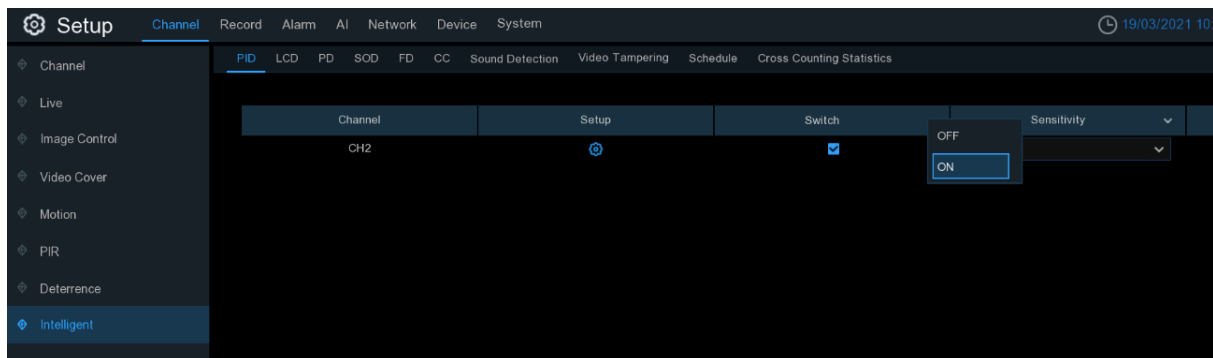 Setup Channel Record Alarm AI Network Device System 19/03/2021 10:
PID LCD PD SOD FD CC Sound Detection Video Tampering Schedule Cross Counting Statistics
Channel
Live
Image Control
Video Cover
Motion
PIR
Deterrence
Intelligent
Channel Setup Switch Sensitivity
CH2
OFF
ON